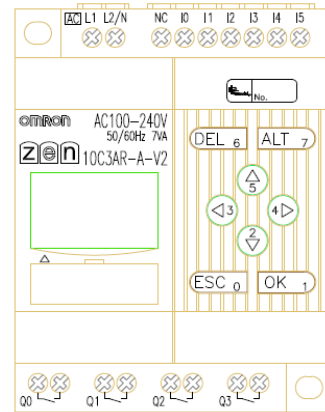 AC L1 L2/N NC I0 I1 I2 I3 I4 I5
No.
OMRON AC100-240V
50/60Hz 7VA
zen 10C3AR-A-V2
DEL 6 ALT 7
5
3 4
2
ESC 0 OK 1
Q0 Q1 Q2 Q3